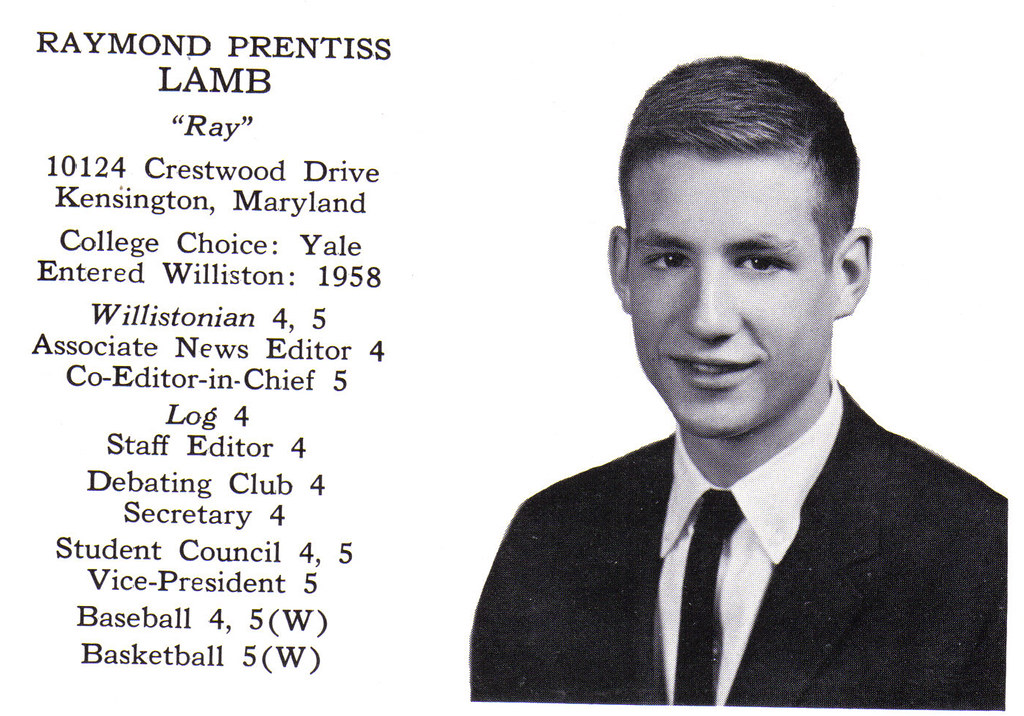 RAYMOND PRENTISS
LAMB
“Ray”
10124 Crestwood Drive
Kensington, Maryland
College Choice: Yale
Entered Williston: 1958
Willistonian 4, 5
Associate News Editor 4
Co-Editor-in-Chief 5
Log 4
Staff Editor 4
Debating Club 4
Secretary 4
Student Council 4, 5
Vice-President 5
Baseball 4, 5(W)
Basketball 5(W)